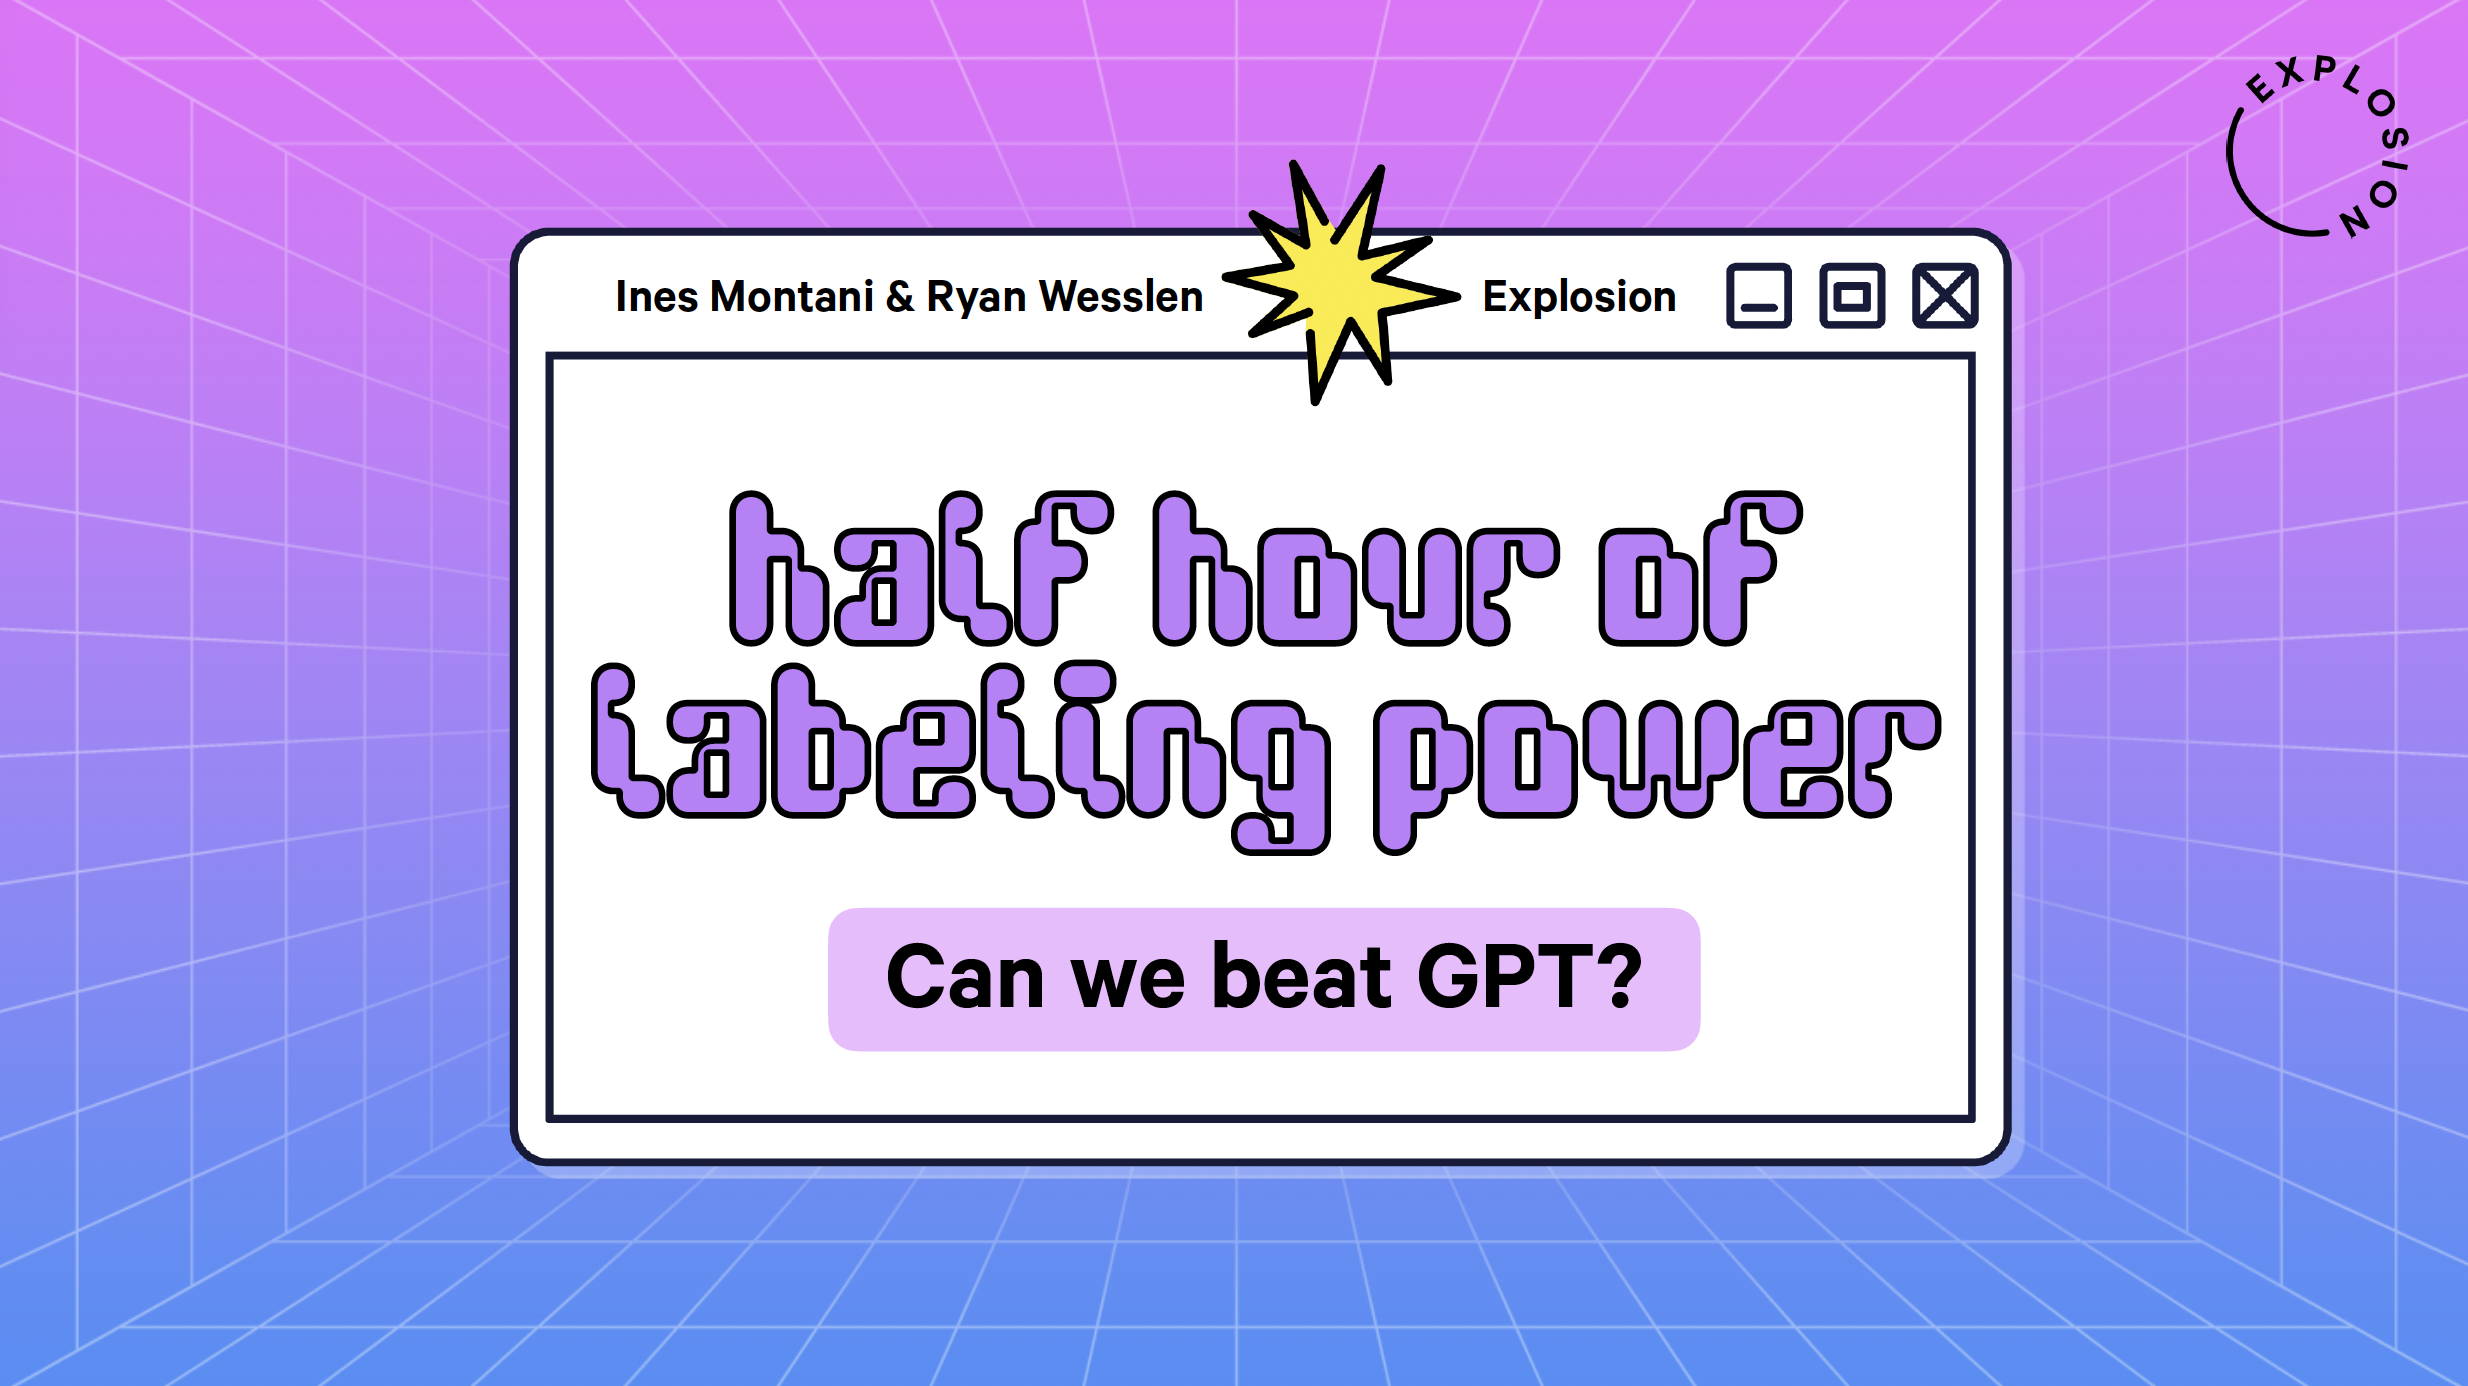 EXPLOSION
Ines Montani & Ryan Wesslen
Explosion
half hour of
labeling power
Can we beat GPT?